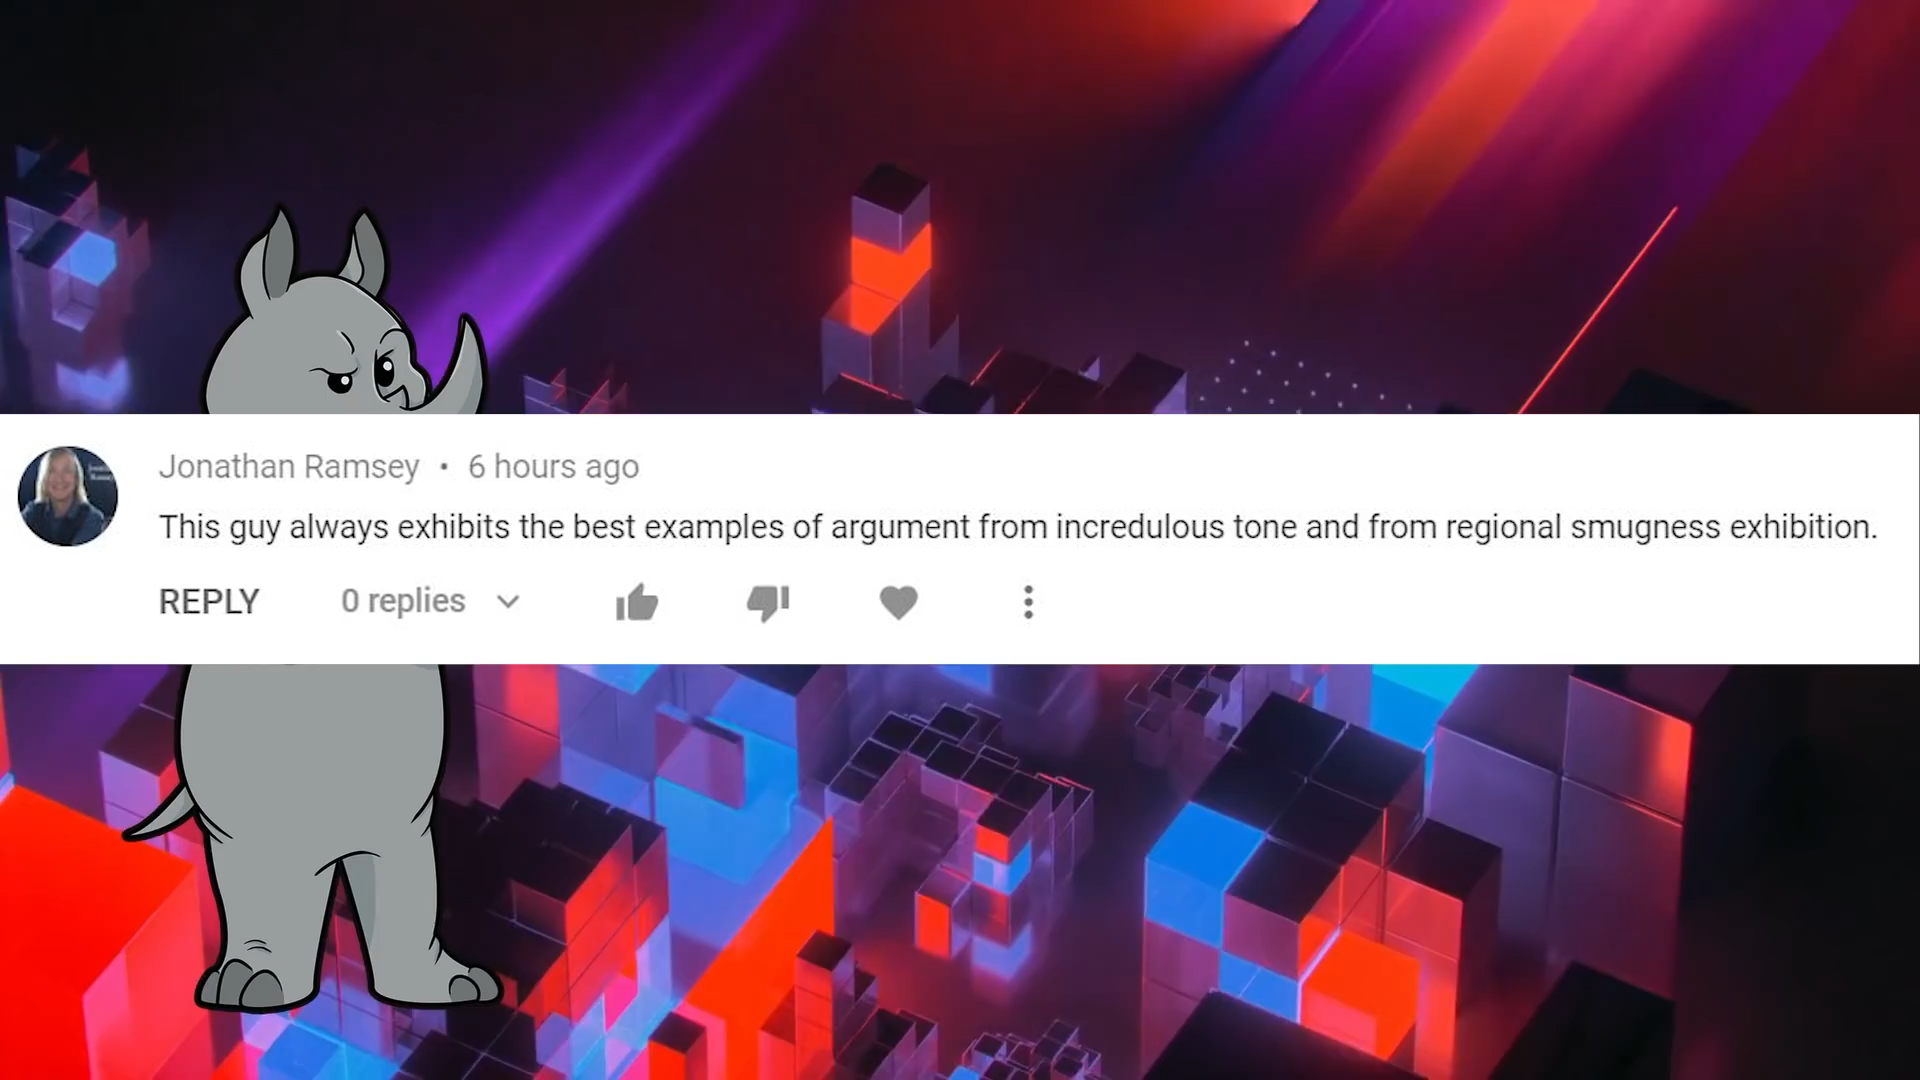 Jonathan Ramsey • 6 hours ago
This guy always exhibits the best examples of argument from incredulous tone and from regional smugness exhibition.
REPLY 0 replies